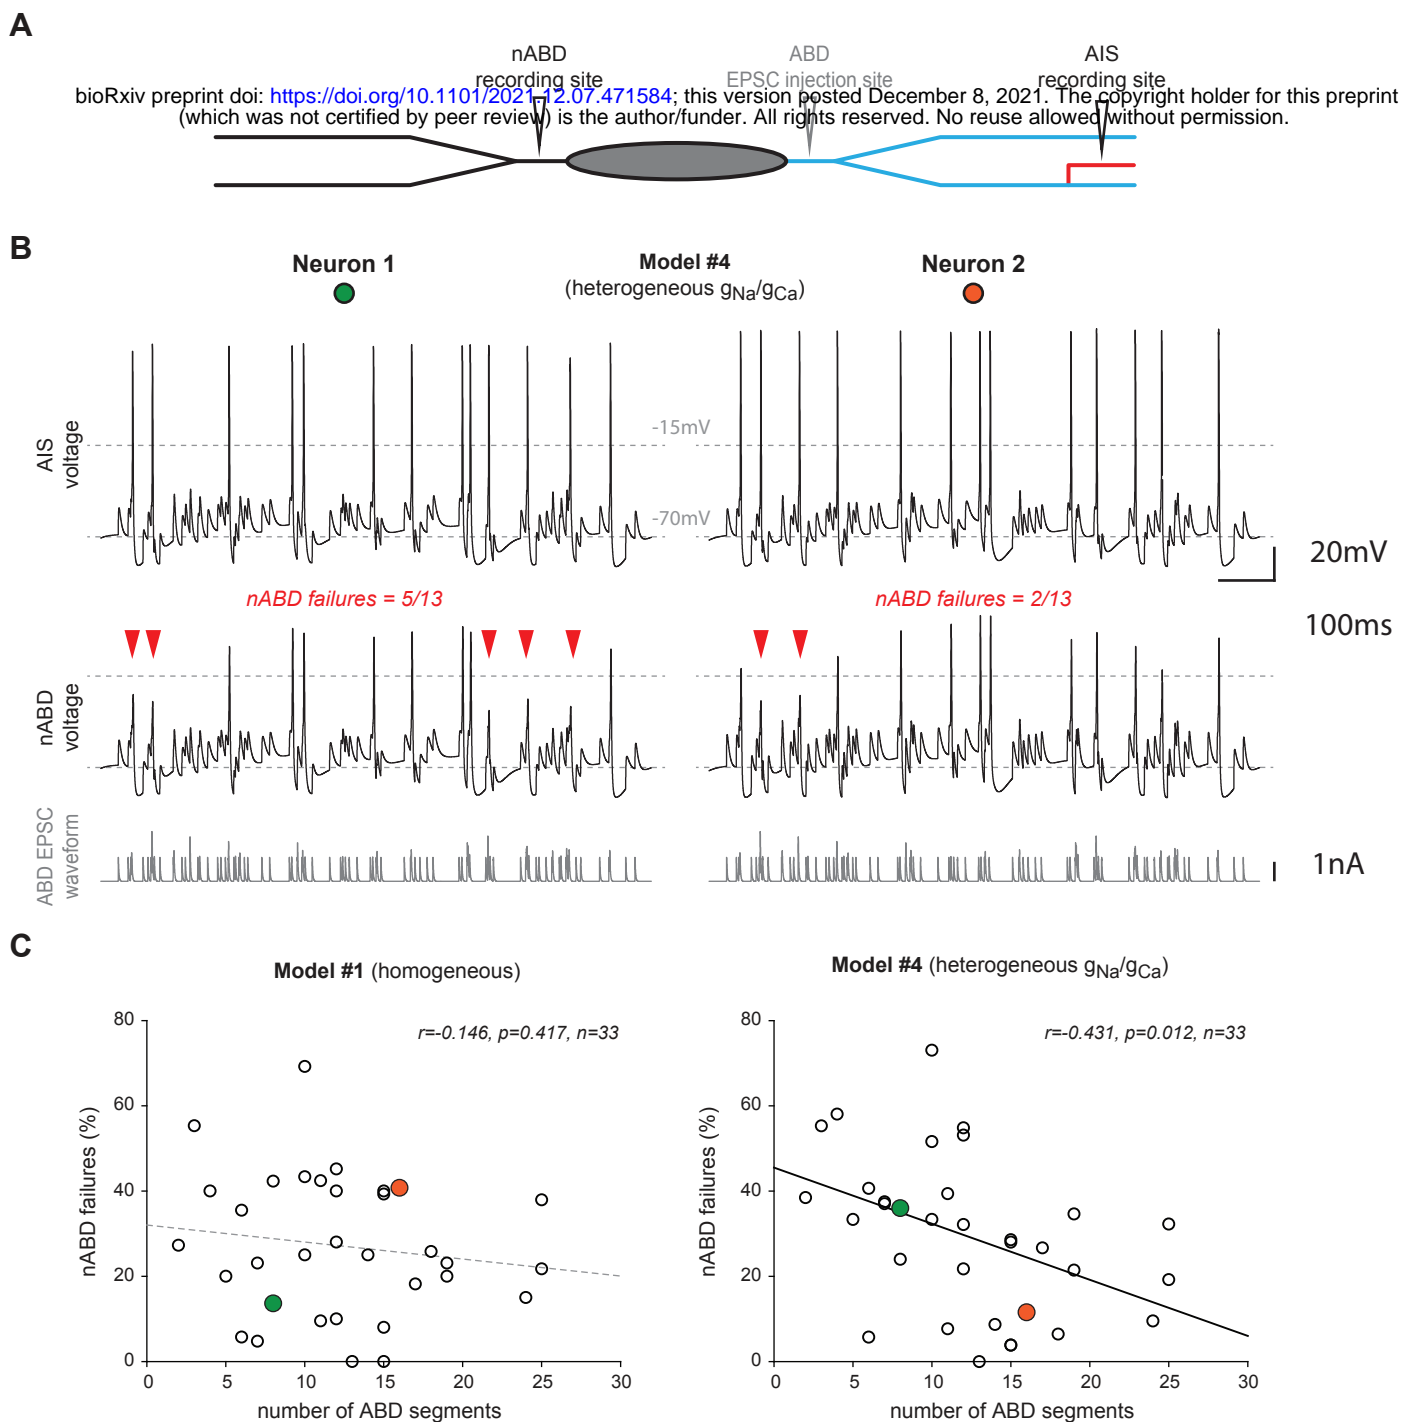 A
nABD
recording site
ABD
EPSC injection site
AIS
recording site
bioRxiv preprint doi: https://doi.org/10.1101/2021.12.07.471584; this version posted December 8, 2021. The copyright holder for this preprint
(which was not certified by peer review) is the author/funder. All rights reserved. No reuse allowed without permission.
B
Neuron 1
Model #4
(heterogeneous gNa/gCa)
Neuron 2
AIS
voltage
-15mV
-70mV
20mV
100ms
nABD failures = 5/13
nABD failures = 2/13
nABD
voltage
ABD EPSC
waveform
1nA
C
Model #1 (homogeneous)
r=-0.146, p=0.417, n=33
nABD failures (%)
80
60
40
20
0
0 5 10 15 20 25 30
number of ABD segments
Model #4 (heterogeneous gNa/gCa)
r=-0.431, p=0.012, n=33
nABD failures (%)
80
60
40
20
0
0 5 10 15 20 25 30
number of ABD segments